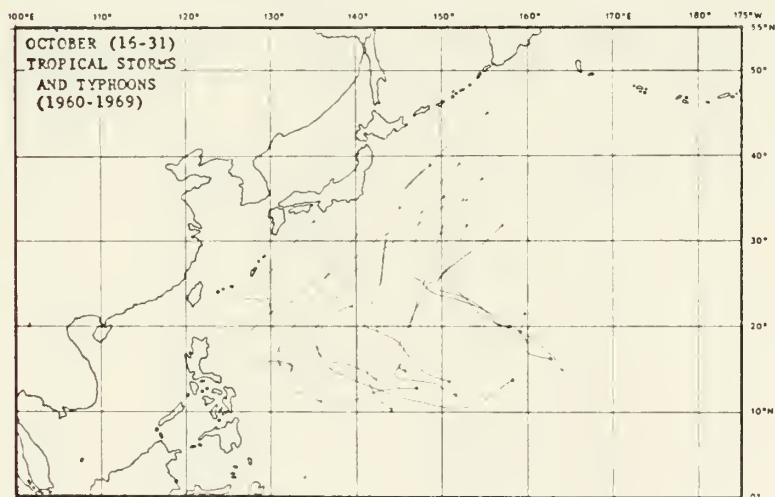 100°E 110° 120° 130° 140° 150° 160° 170°E 180° 175°W
55°N
OCTOBER (16-31)
TROPICAL STORMS
AND TYPHOONS
(1960-1969)
50°
40°
30°
20°
10°N
0°